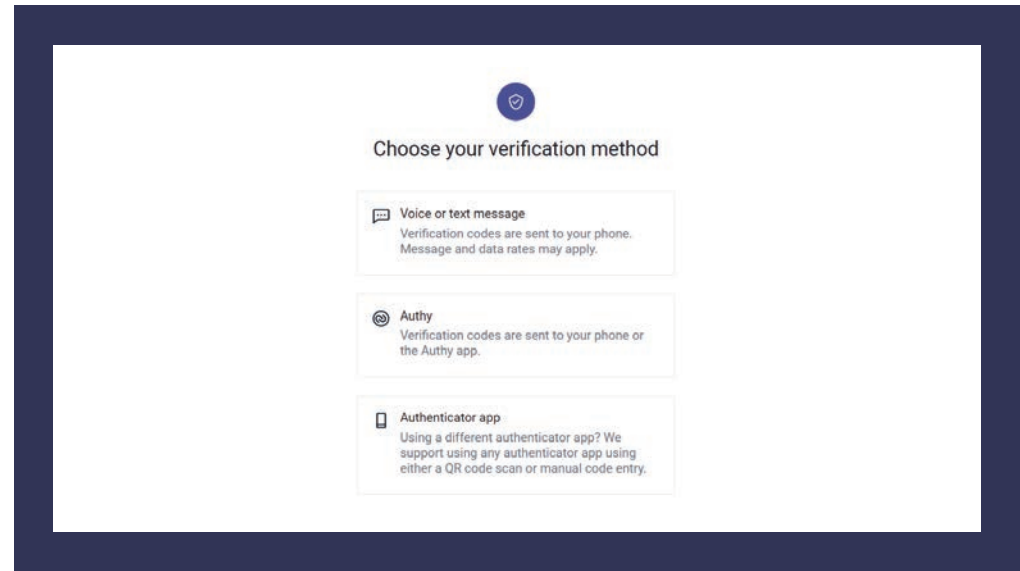 Choose your verification method
Voice or text message
Verification codes are sent to your phone.
Message and data rates may apply.
Authy
Verification codes are sent to your phone or
the Authy app.
Authenticator app
Using a different authenticator app? We
support using any authenticator app using
either a QR code scan or manual code entry.